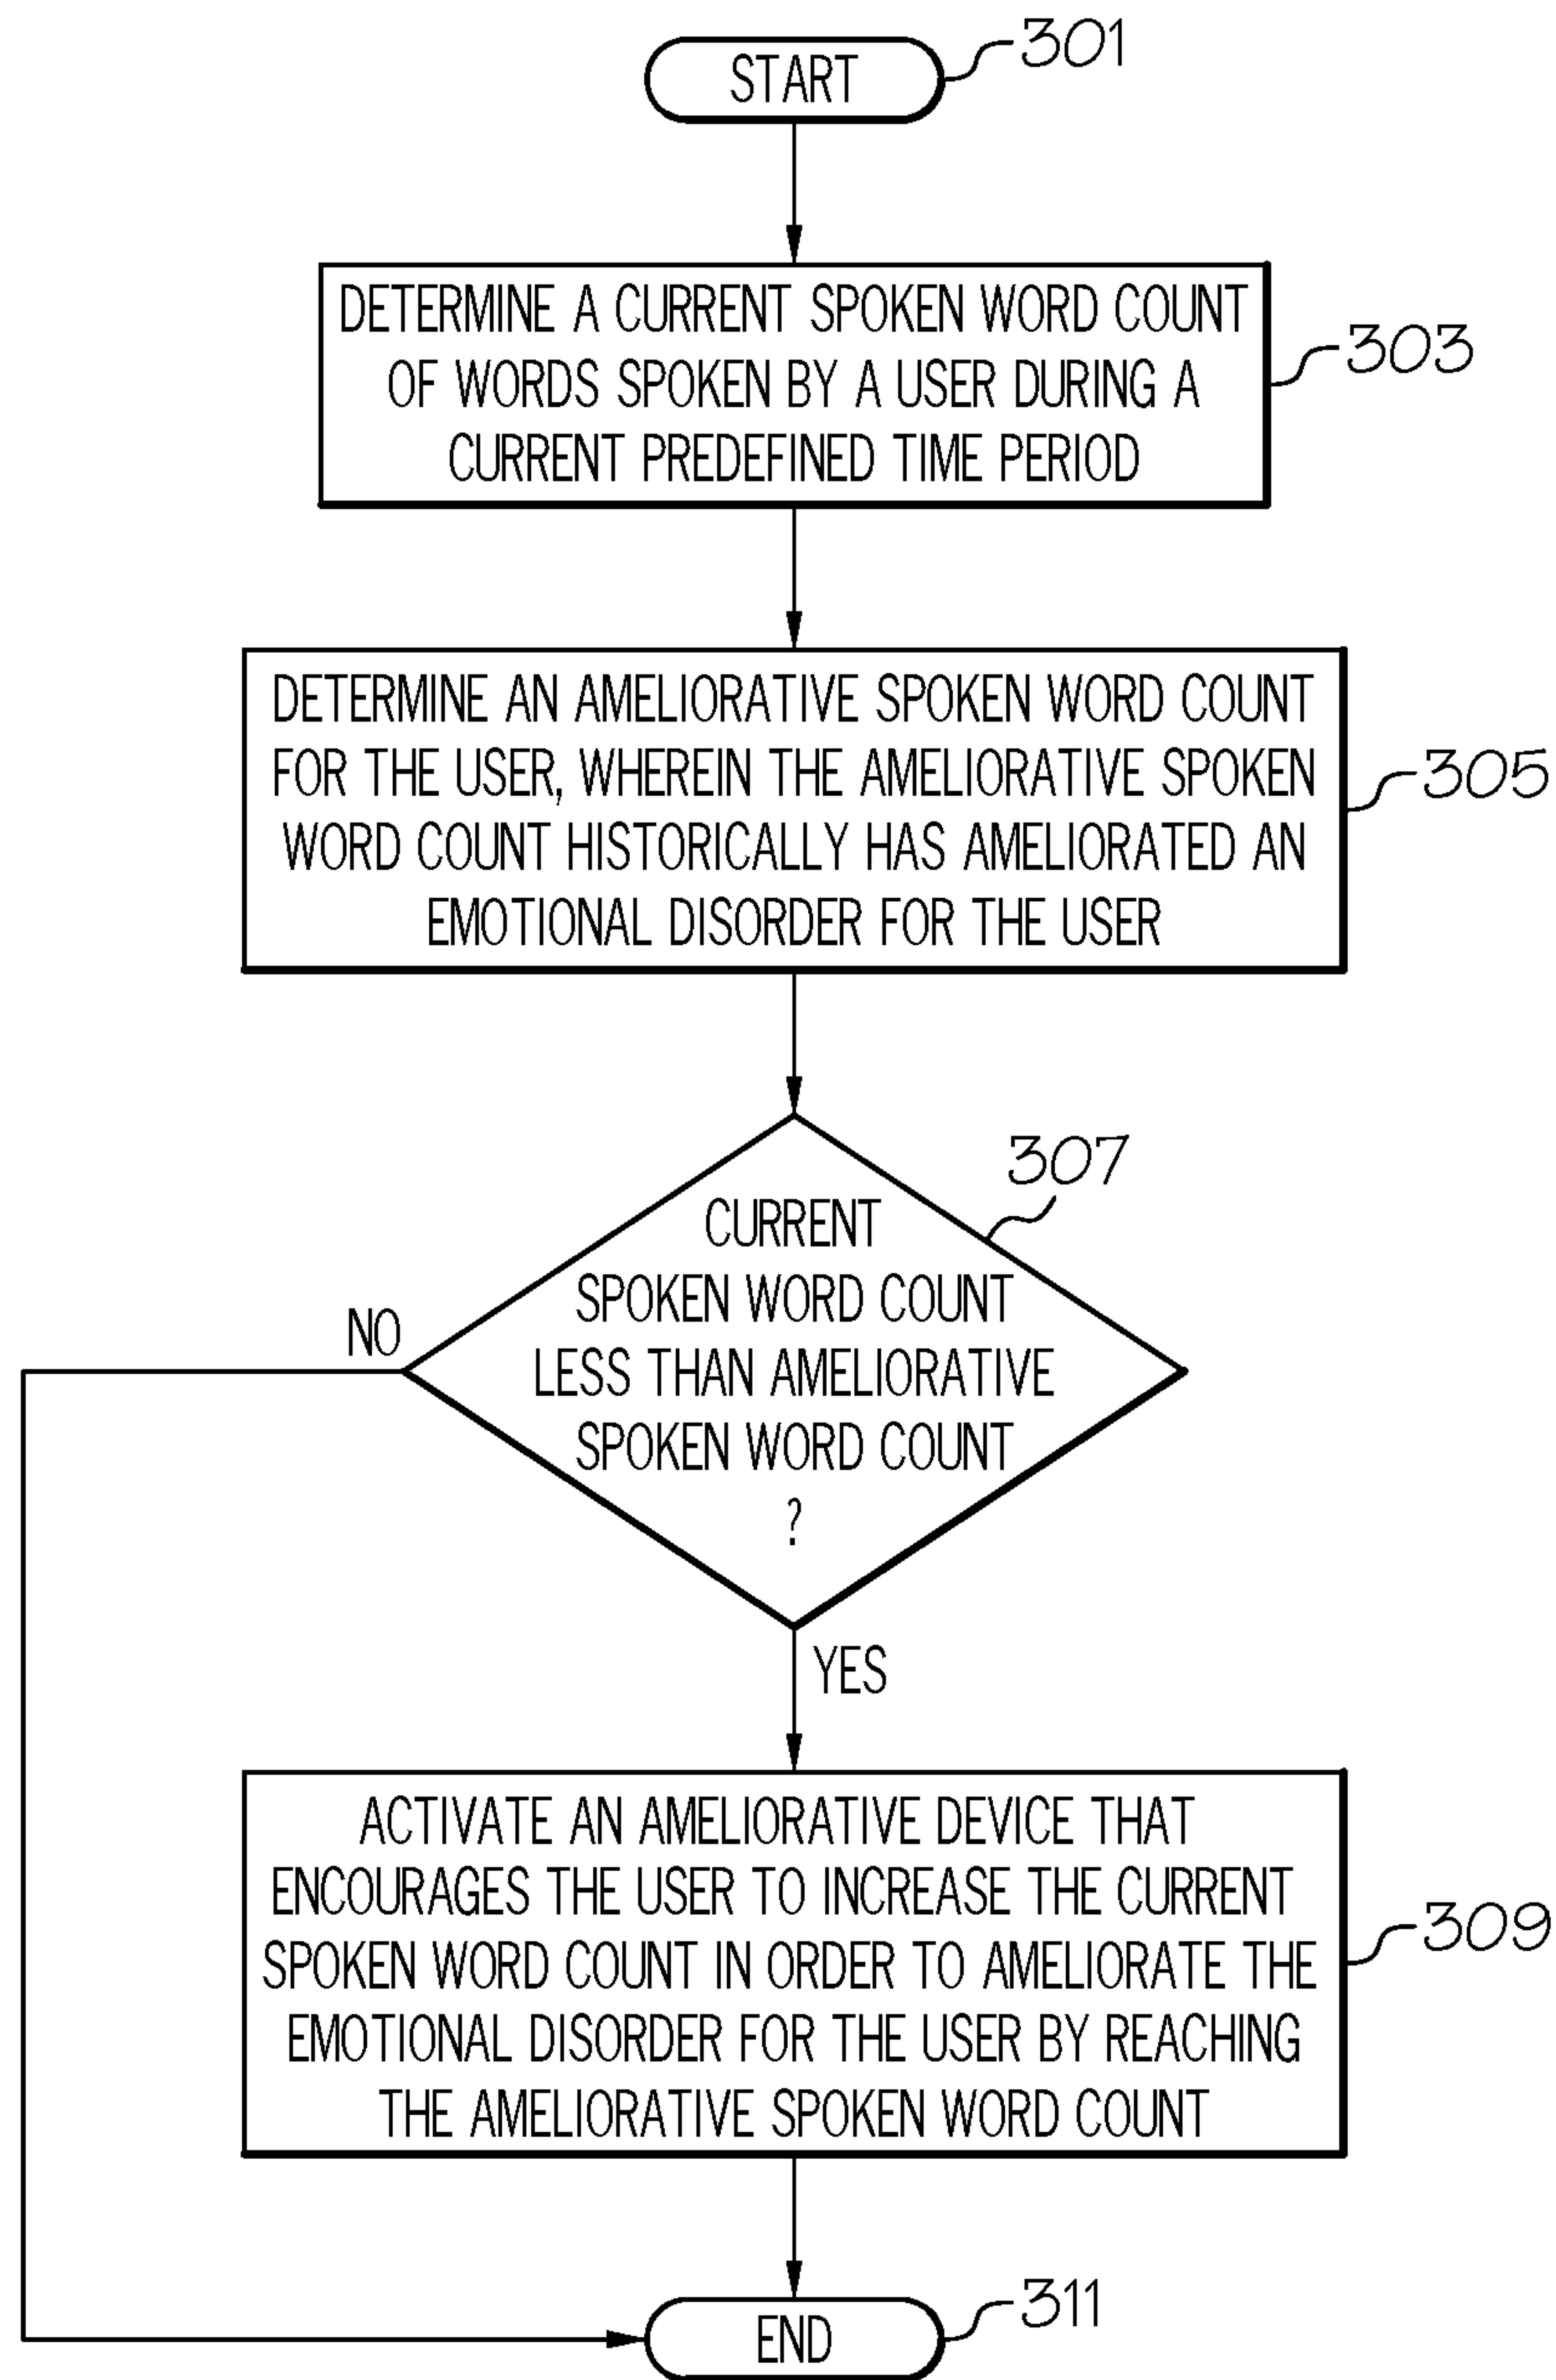 START
301
DETERMINE A CURRENT SPOKEN WORD COUNT
OF WORDS SPOKEN BY A USER DURING A
CURRENT PREDEFINED TIME PERIOD
303
DETERMINE AN AMELIORATIVE SPOKEN WORD COUNT
FOR THE USER, WHEREIN THE AMELIORATIVE SPOKEN
WORD COUNT HISTORICALLY HAS AMELIORATED AN
EMOTIONAL DISORDER FOR THE USER
305
307
CURRENT
SPOKEN WORD COUNT
LESS THAN AMELIORATIVE
SPOKEN WORD COUNT
?
NO
YES
ACTIVATE AN AMELIORATIVE DEVICE THAT
ENCOURAGES THE USER TO INCREASE THE CURRENT
SPOKEN WORD COUNT IN ORDER TO AMELIORATE THE
EMOTIONAL DISORDER FOR THE USER BY REACHING
THE AMELIORATIVE SPOKEN WORD COUNT
309
END
311